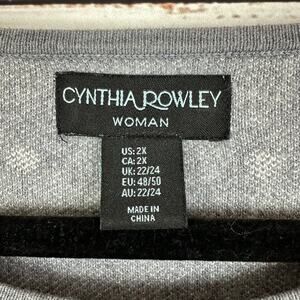 CYNTHIA ROWLEY
WOMAN
US: 2X
CA: 2X
UK: 22/24
EU: 48/50
AU: 22/24
MADE IN
CHINA